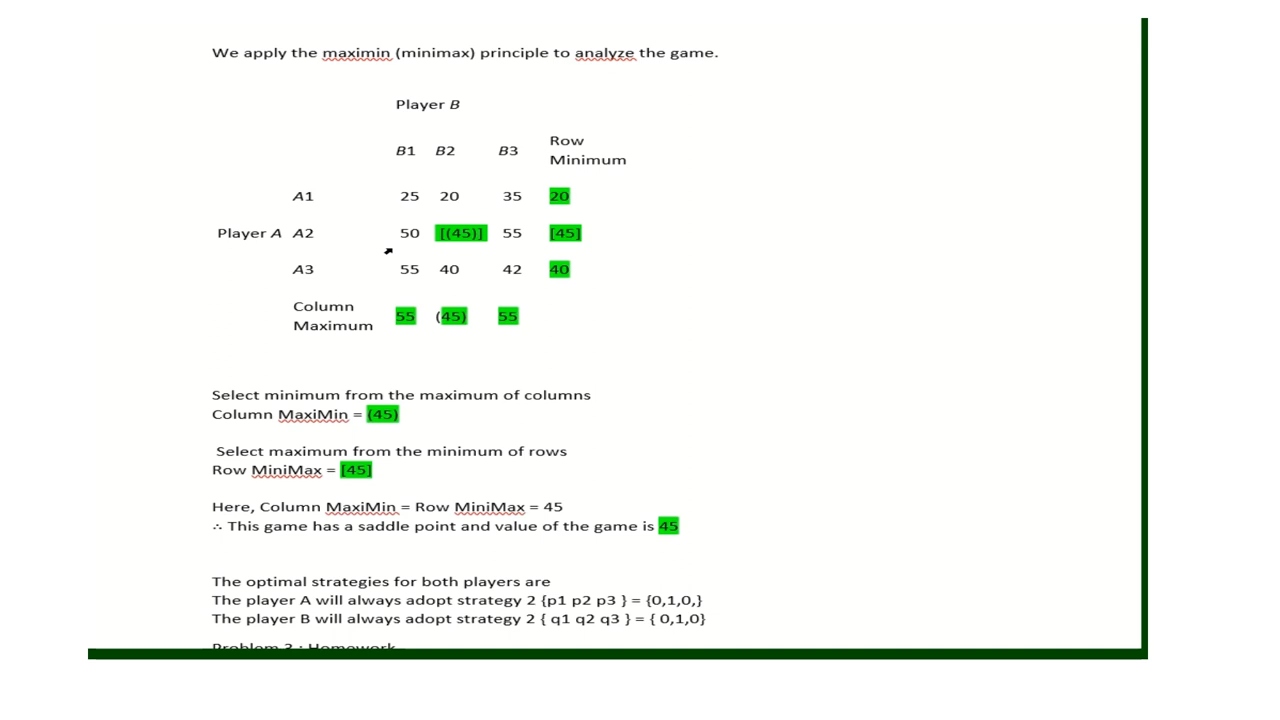 We apply the maximin (minimax) principle to analyze the game.
Player B
B1 B2 B3 Row Minimum
A1 25 20 35 20
Player A A2 50 [(45)] 55 [45]
A3 55 40 42 40
Column Maximum 55 (45) 55
Select minimum from the maximum of columns
Column MaxiMin = (45)
Select maximum from the minimum of rows
Row MiniMax = [45]
Here, Column MaxiMin = Row MiniMax = 45
∴ This game has a saddle point and value of the game is 45
The optimal strategies for both players are
The player A will always adopt strategy 2 {p1 p2 p3 } = {0,1,0,}
The player B will always adopt strategy 2 { q1 q2 q3 } = { 0,1,0}
Problem 3 : Homework